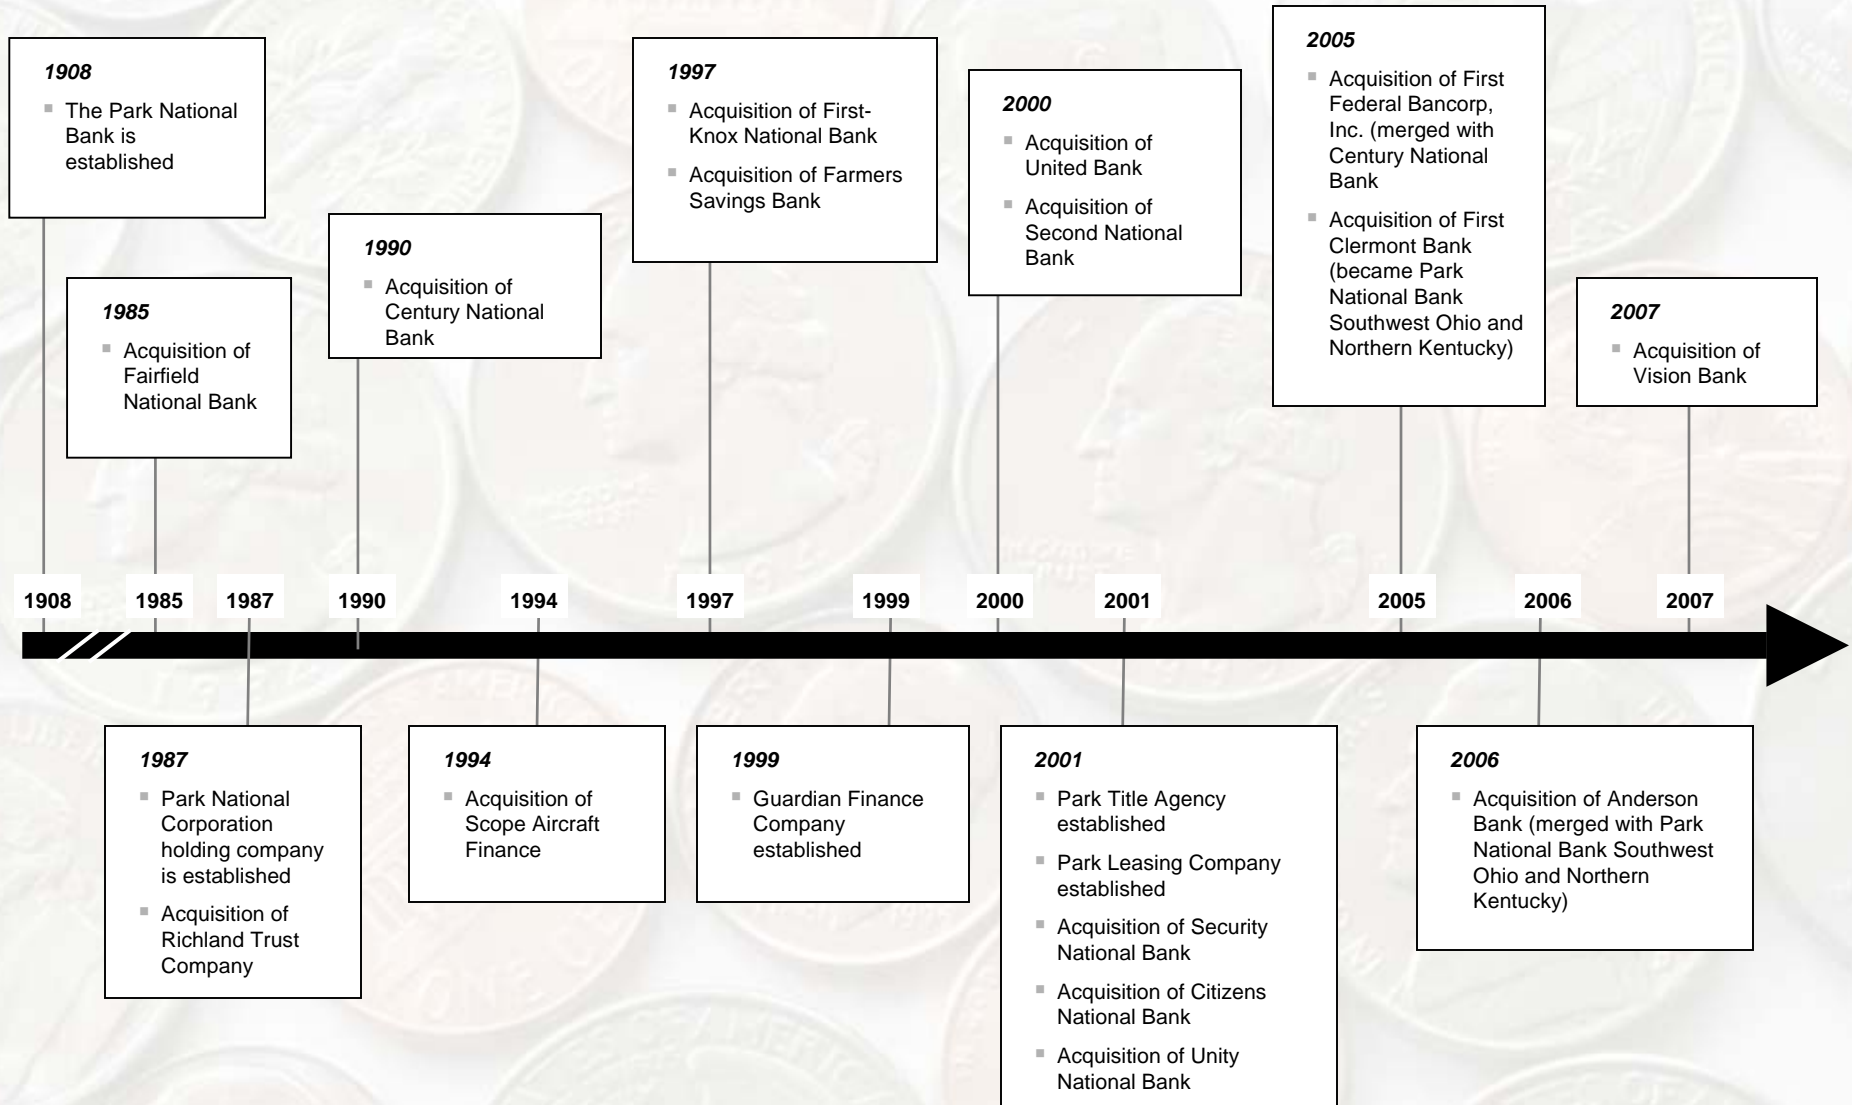 1908
The Park National
Bank is
established
1985
Acquisition of
Fairfield
National Bank
1990
Acquisition of
Century National
Bank
1997
Acquisition of First-
Knox National Bank
Acquisition of Farmers
Savings Bank
2000
Acquisition of
United Bank
Acquisition of
Second National
Bank
2005
Acquisition of First
Federal Bancorp,
Inc. (merged with
Century National
Bank
Acquisition of First
Clermont Bank
(became Park
National Bank
Southwest Ohio and
Northern Kentucky)
2007
Acquisition of
Vision Bank
1908 1985 1987 1990 1994 1997 1999 2000 2001 2005 2006 2007
1987
Park National
Corporation
holding company
is established
Acquisition of
Richland Trust
Company
1994
Acquisition of
Scope Aircraft
Finance
1999
Guardian Finance
Company
established
2001
Park Title Agency
established
Park Leasing Company
established
Acquisition of Security
National Bank
Acquisition of Citizens
National Bank
Acquisition of Unity
National Bank
2006
Acquisition of Anderson
Bank (merged with Park
National Bank Southwest
Ohio and Northern
Kentucky)